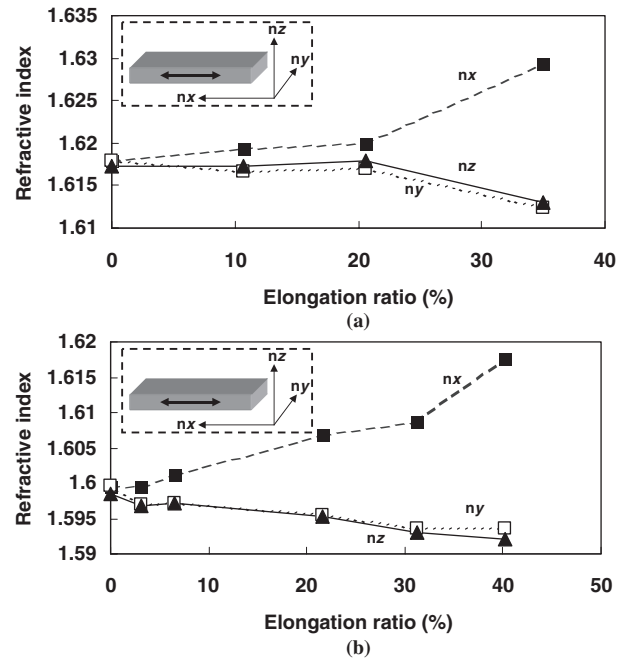 1.635
1.63
1.625
1.62
1.615
1.61
Refractive index
nz
ny
nx
nx
nz
ny
0 10 20 30 40
Elongation ratio (%)
(a)
1.62
1.615
1.61
1.605
1.6
1.595
1.59
Refractive index
nz
ny
nx
nx
ny
nz
0 10 20 30 40 50
Elongation ratio (%)
(b)